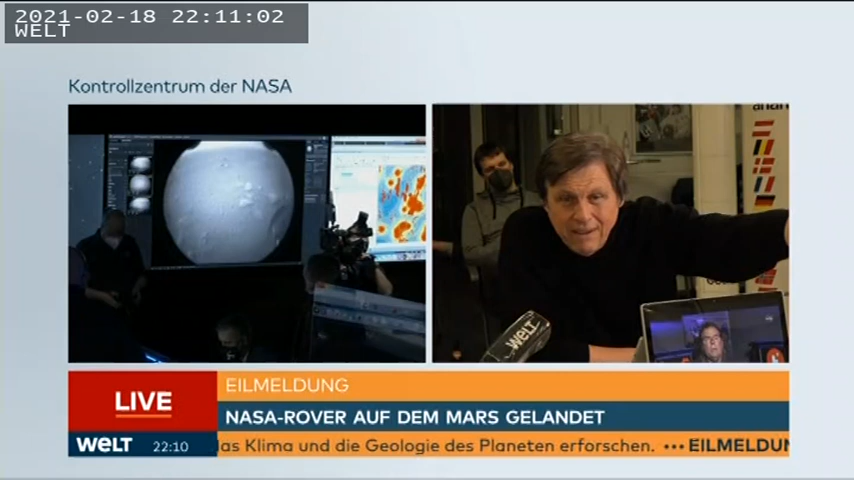 2021-02-18 22:11:02
WELT
Kontrollzentrum der NASA
welt
EILMELDUNG
LIVE
NASA-ROVER AUF DEM MARS GELANDET
welt 22:10
das Klima und die Geologie des Planeten erforschen. ••• EILMELDUN